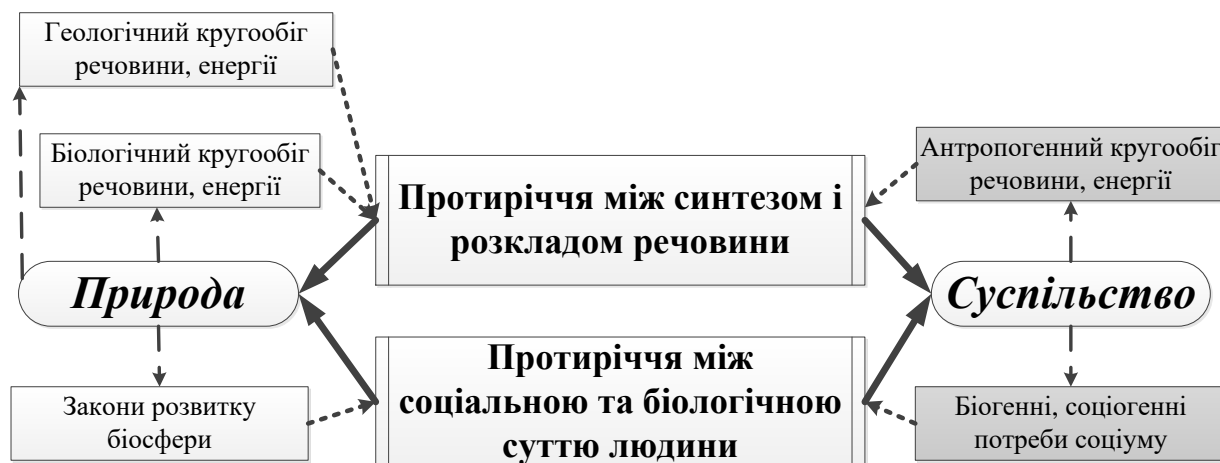 Геологічний кругообіг
речовини, енергії
Біологічний кругообіг
речовини, енергії
Природа
Закони розвитку
біосфери
Протиріччя між синтезом і
розкладом речовини
Протиріччя між
соціальною та біологічною
суттю людини
Антропогенний кругообіг
речовини, енергії
Суспільство
Біогенні, соціогенні
потреби соціуму